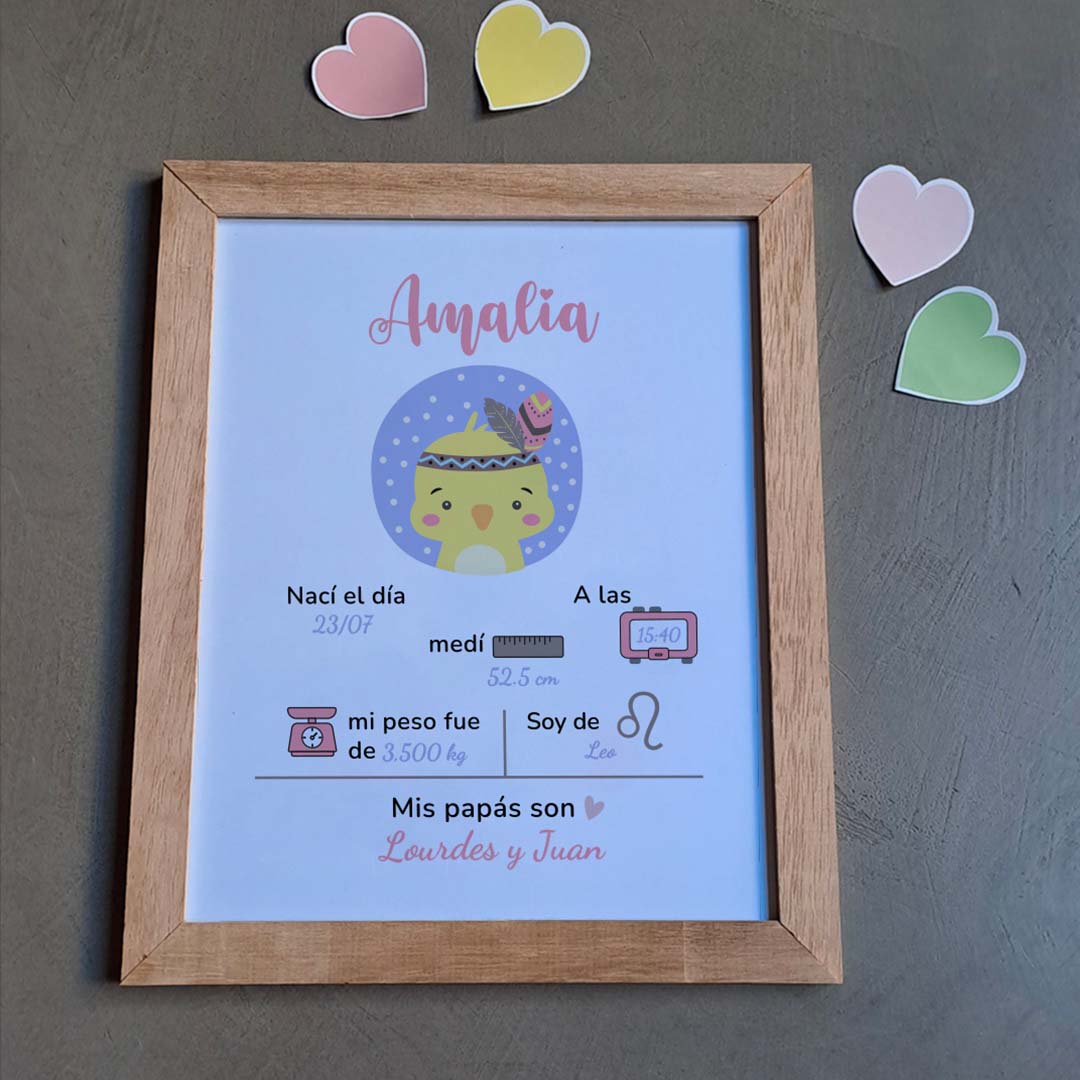 Amalia
Nací el día
23/07
A las
15:40
medí
52.5 cm
mi peso fue
de 3,500 kg
Soy de
Leo
Mis papás son
Lourdes y Juan